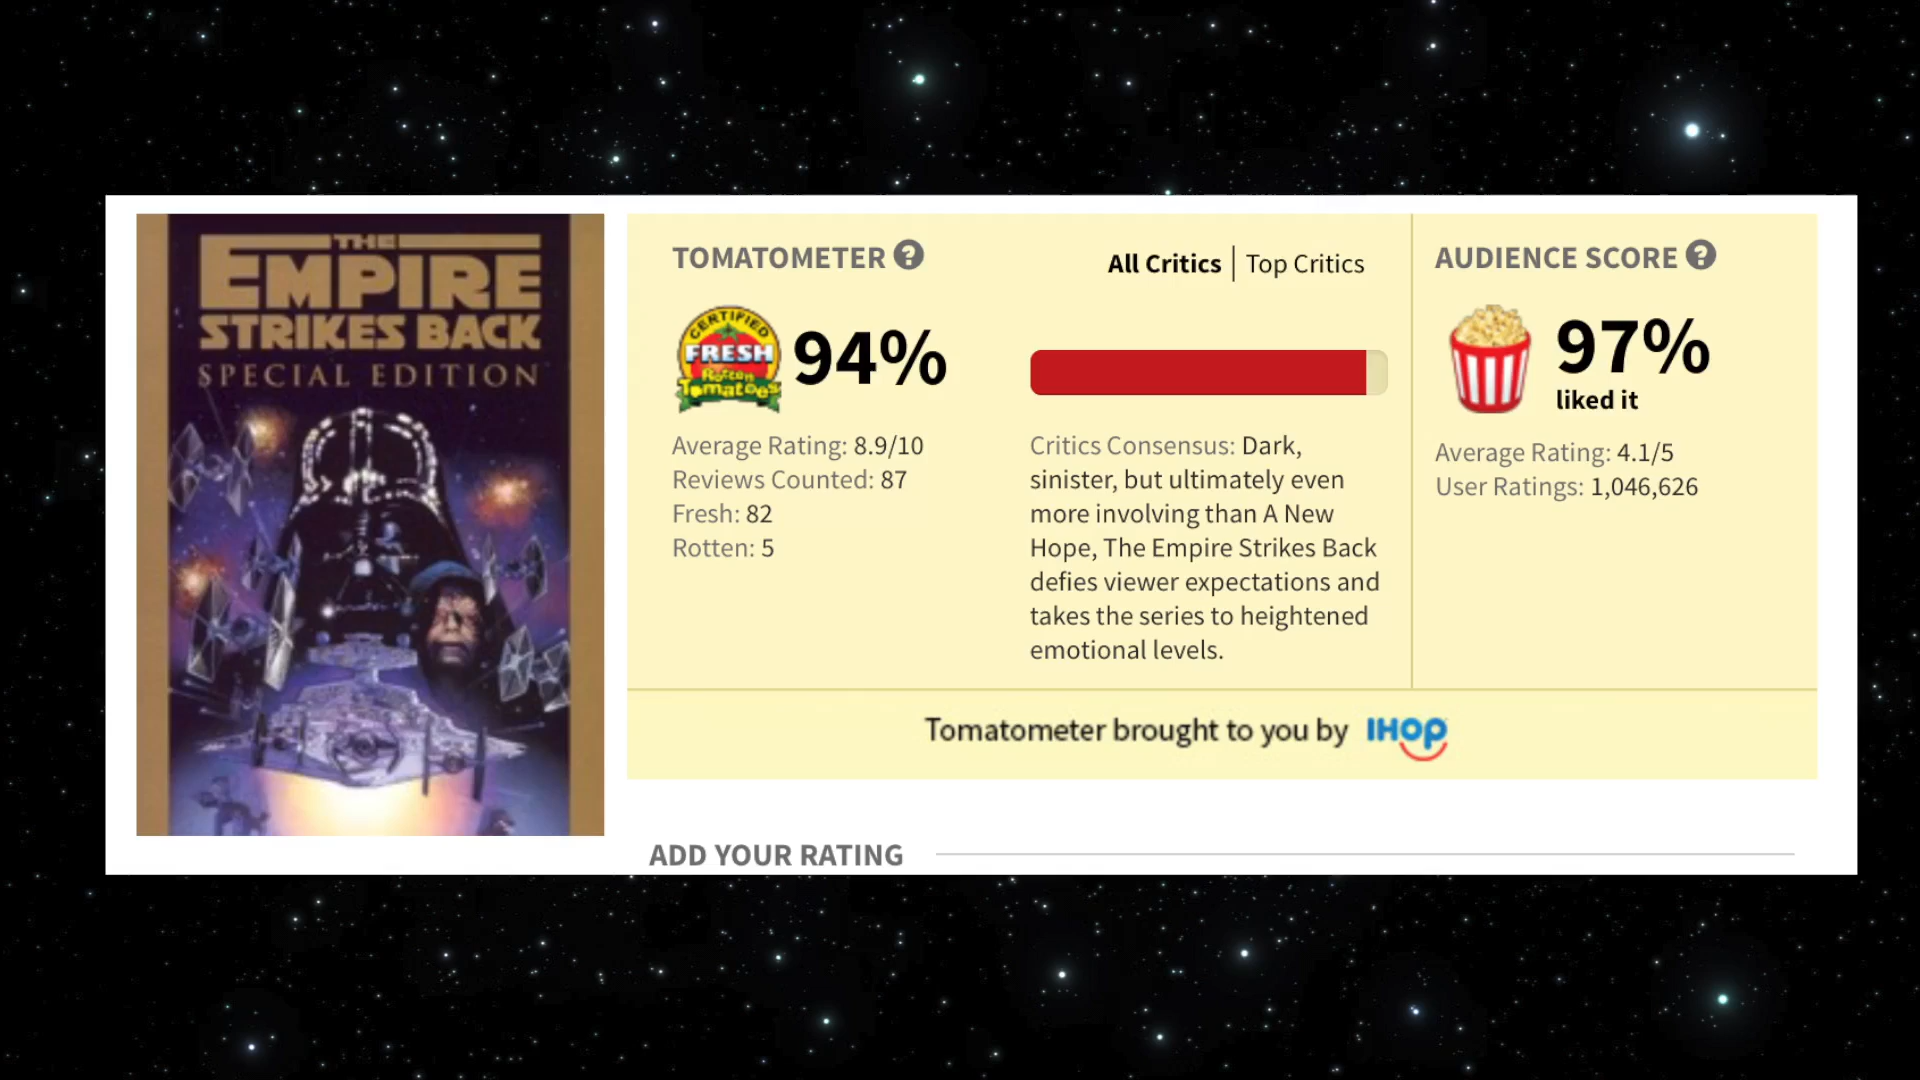 THE
EMPIRE
STRIKES BACK
SPECIAL EDITION
TOMATOMETER ?
All Critics | Top Critics
CERTIFIED
FRESH
Rotten
Tomatoes
94%
Average Rating: 8.9/10
Reviews Counted: 87
Fresh: 82
Rotten: 5
Critics Consensus: Dark,
sinister, but ultimately even
more involving than A New
Hope, The Empire Strikes Back
defies viewer expectations and
takes the series to heightened
emotional levels.
AUDIENCE SCORE ?
97%
liked it
Average Rating: 4.1/5
User Ratings: 1,046,626
Tomatometer brought to you by IHOP
ADD YOUR RATING